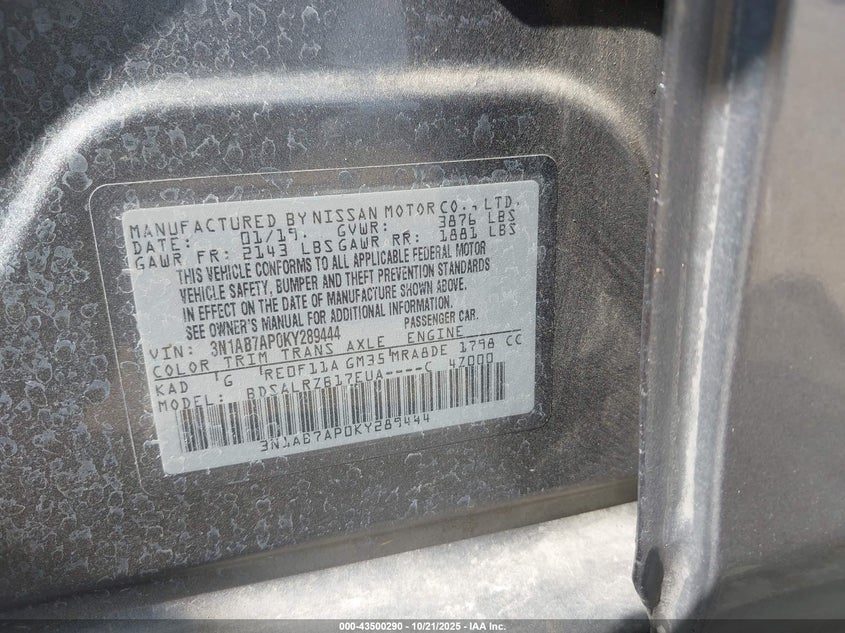 MANUFACTURED BY NISSAN MOTOR CO., LTD.
DATE: 01/19. GVWR: 3876 LBS
GAWR FR: 2143 LBS GAWR RR: 1881 LBS
THIS VEHICLE CONFORMS TO ALL APPLICABLE FEDERAL MOTOR
VEHICLE SAFETY, BUMPER AND THEFT PREVENTION STANDARDS
IN EFFECT ON THE DATE OF MANUFACTURE SHOWN ABOVE.
SEE OWNER'S MANUAL FOR ADDITIONAL INFORMATION.
VIN: 3N1AB7AP0KY289444 PASSENGER CAR.
COLOR TRIM TRANS AXLE ENGINE
KAD G RE0F11A GM35 MRA8DE 1798 CC
MODEL: BDSALRZB17EUA----C 4Z000
3N1AB7AP0KY289444
000-43500290 - 10/21/2025 - IAA Inc.